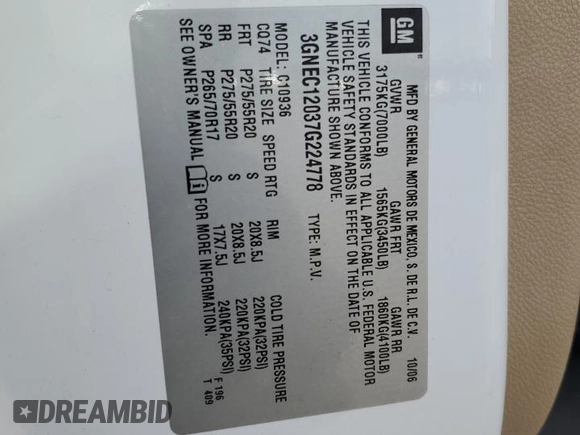 GM
MFD BY GENERAL MOTORS DE MEXICO, S. DE R.L. DE C.V. 10/06
GVWR GAWR FRT GAWR RR
3175KG(7000LB) 1565KG(3450LB) 1860KG(4100LB)
THIS VEHICLE CONFORMS TO ALL APPLICABLE U.S. FEDERAL MOTOR
VEHICLE SAFETY STANDARDS IN EFFECT ON THE DATE OF
MANUFACTURE SHOWN ABOVE.
3GNEC12037G224778 TYPE: M.P.V.
MODEL: C10936
CQ74 TIRE SIZE SPEED RTG RIM COLD TIRE PRESSURE
FRT P275/55R20 S 20X8.5J 220KPA(32PSI)
RR P275/55R20 S 20X8.5J 220KPA(32PSI)
SPA P265/70R17 S 17X7.5J 240KPA(35PSI)
SEE OWNER'S MANUAL FOR MORE INFORMATION.
F 196
T 409
DREAMBID